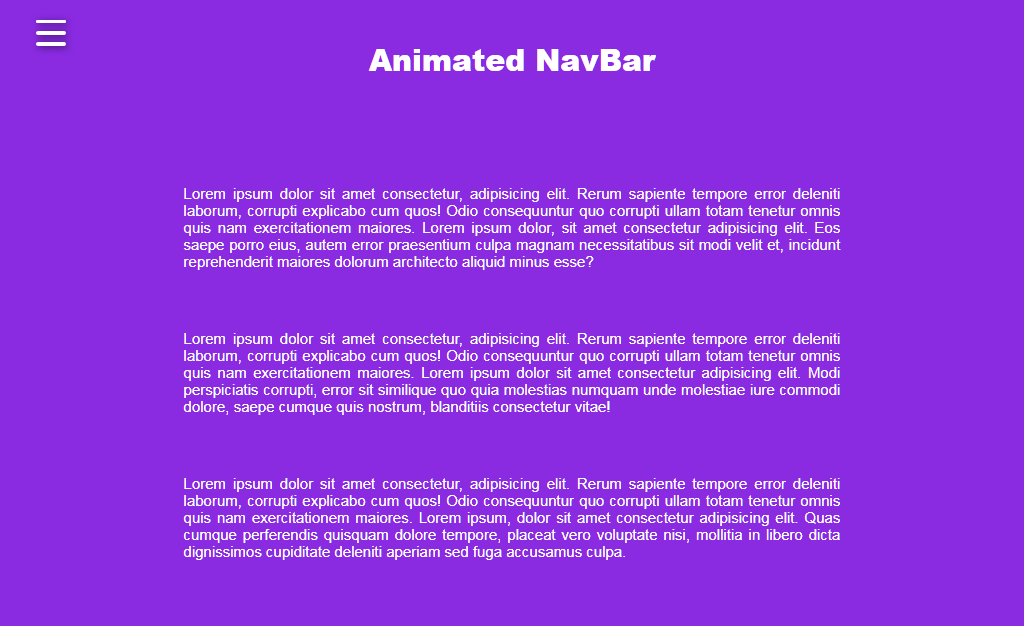 Animated NavBar
Lorem ipsum dolor sit amet consectetur, adipisicing elit. Rerum sapiente tempore error deleniti
laborum, corrupti explicabo cum quos! Odio consequuntur quo corrupti ullam totam tenetur omnis
quis nam exercitationem maiores. Lorem ipsum dolor, sit amet consectetur adipisicing elit. Eos
saepe porro eius, autem error praesentium culpa magnam necessitatibus sit modi velit et, incidunt
reprehenderit maiores dolorum architecto aliquid minus esse?
Lorem ipsum dolor sit amet consectetur, adipisicing elit. Rerum sapiente tempore error deleniti
laborum, corrupti explicabo cum quos! Odio consequuntur quo corrupti ullam totam tenetur omnis
quis nam exercitationem maiores. Lorem ipsum dolor sit amet consectetur adipisicing elit. Modi
perspiciatis corrupti, error sit similique quo quia molestias numquam unde molestiae iure commodi
dolore, saepe cumque quis nostrum, blanditiis consectetur vitae!
Lorem ipsum dolor sit amet consectetur, adipisicing elit. Rerum sapiente tempore error deleniti
laborum, corrupti explicabo cum quos! Odio consequuntur quo corrupti ullam totam tenetur omnis
quis nam exercitationem maiores. Lorem ipsum, dolor sit amet consectetur adipisicing elit. Quas
cumque perferendis quisquam dolore tempore, placeat vero voluptate nisi, mollitia in libero dicta
dignissimos cupiditate deleniti aperiam sed fuga accusamus culpa.